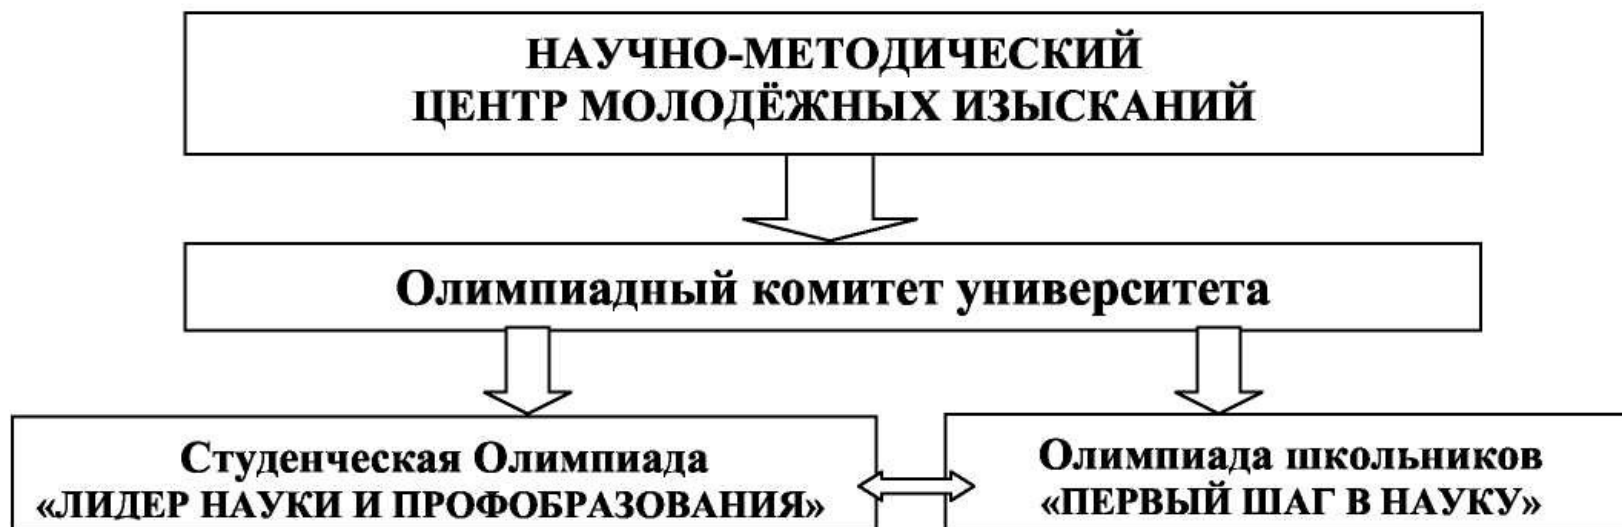 НАУЧНО-МЕТОДИЧЕСКИЙ
ЦЕНТР МОЛОДЁЖНЫХ ИЗЫСКАНИЙ
Олимпиадный комитет университета
Студенческая Олимпиада
«ЛИДЕР НАУКИ И ПРОФОБРАЗОВАНИЯ»
Олимпиада школьников
«ПЕРВЫЙ ШАГ В НАУКУ»